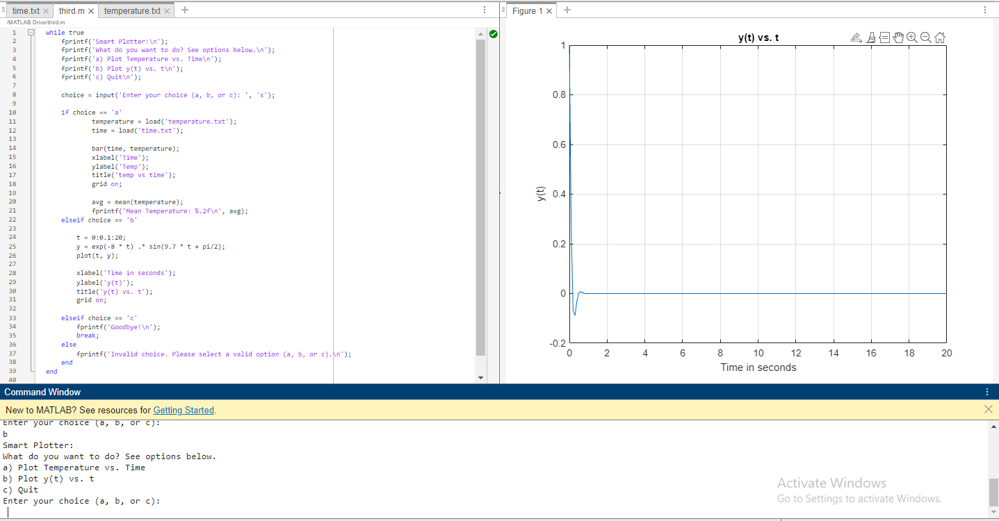 time.txt ×
third.m ×
temperature.txt ×
+
/MATLAB Drive/third.m
1 while true
2 fprintf('Smart Plotter:\n');
3 fprintf('What do you want to do? See options below.\n');
4 fprintf('a) Plot Temperature vs. Time\n');
5 fprintf('b) Plot y(t) vs. t\n');
6 fprintf('c) Quit\n');
7
8 choice = input('Enter your choice (a, b, or c): ', 's');
9
10 if choice == 'a'
11 temperature = load('temperature.txt');
12 time = load('time.txt');
13
14 bar(time, temperature);
15 xlabel('Time');
16 ylabel('Temp');
17 title('temp vs time');
18 grid on;
19
20 avg = mean(temperature);
21 fprintf('Mean Temperature: %.2f\n', avg);
22 elseif choice == 'b'
23
24 t = 0:0.1:20;
25 y = exp(-8 * t) .* sin(9.7 * t + pi/2);
26 plot(t, y);
27
28 xlabel('Time in seconds');
29 ylabel('y(t)');
30 title('y(t) vs. t');
31 grid on;
32
33 elseif choice == 'c'
34 fprintf('Goodbye!\n');
35 break;
36 else
37 fprintf('Invalid choice. Please select a valid option (a, b, or c).\n');
38 end
39 end
40
Figure 1 ×
+
y(t) vs. t
1
0.8
0.6
0.4
0.2
0
-0.2
y(t)
0 2 4 6 8 10 12 14 16 18 20
Time in seconds
Command Window
New to MATLAB? See resources for Getting Started.
Enter your choice (a, b, or c):
b
Smart Plotter:
What do you want to do? See options below.
a) Plot Temperature vs. Time
b) Plot y(t) vs. t
c) Quit
Enter your choice (a, b, or c):
Activate Windows
Go to Settings to activate Windows.